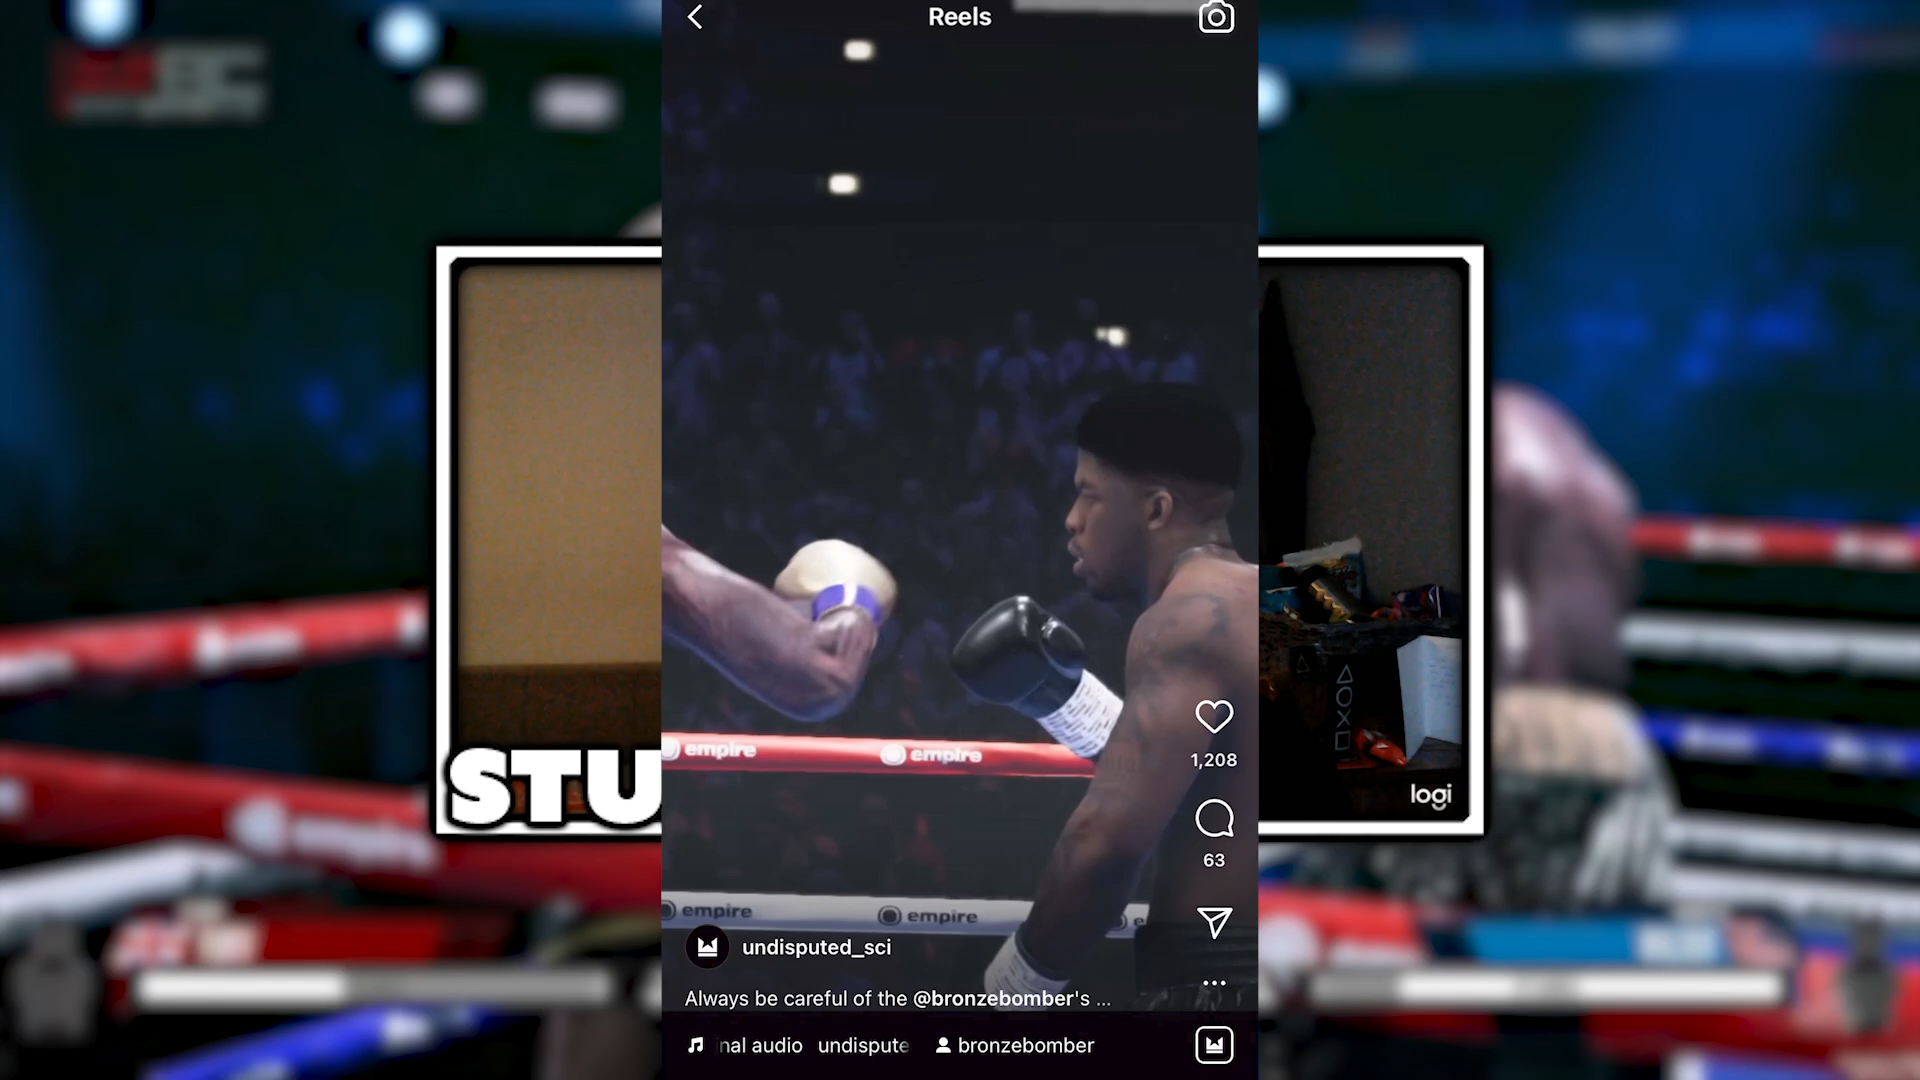 Reels
empire
empire
STU
logi
1,208
63
empire
empire
undisputed_sci
Always be careful of the @bronzebomber's ...
nal audio undispute bronzebomber